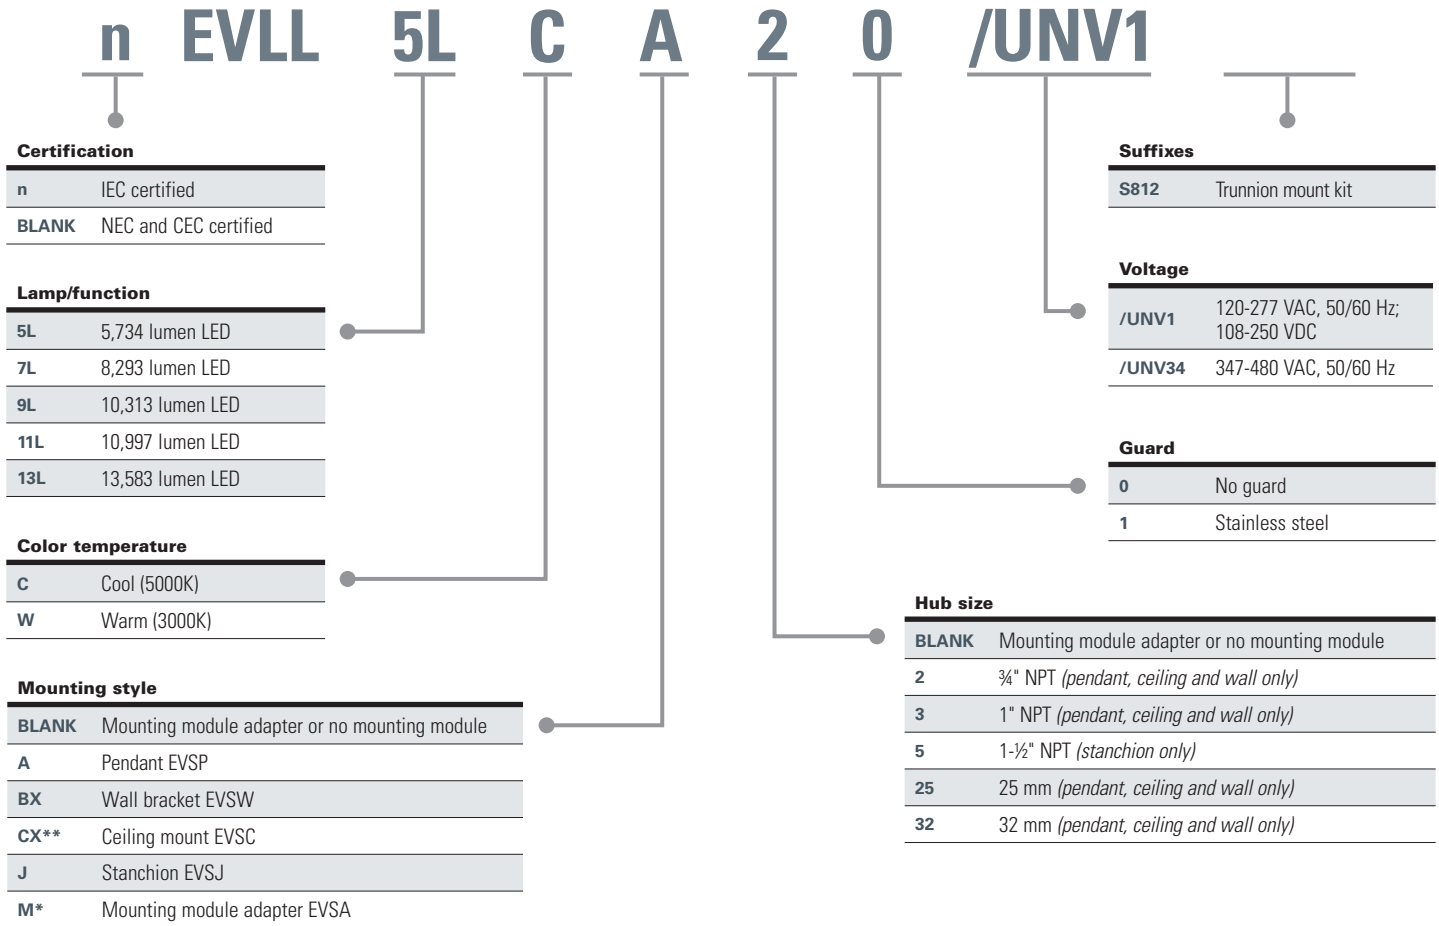 n EVLL 5L C A 2 0 /UNV1
Certification
n IEC certified
BLANK NEC and CEC certified
Lamp/function
5L 5,734 lumen LED
7L 8,293 lumen LED
9L 10,313 lumen LED
11L 10,997 lumen LED
13L 13,583 lumen LED
Color temperature
C Cool (5000K)
W Warm (3000K)
Mounting style
BLANK Mounting module adapter or no mounting module
A Pendant EVSP
BX Wall bracket EVSW
CX** Ceiling mount EVSC
J Stanchion EVSJ
M* Mounting module adapter EVSA
Suffixes
S812 Trunnion mount kit
Voltage
/UNV1 120-277 VAC, 50/60 Hz;
108-250 VDC
/UNV34 347-480 VAC, 50/60 Hz
Guard
0 No guard
1 Stainless steel
Hub size
BLANK Mounting module adapter or no mounting module
2 ¾" NPT (pendant, ceiling and wall only)
3 1" NPT (pendant, ceiling and wall only)
5 1-½" NPT (stanchion only)
25 25 mm (pendant, ceiling and wall only)
32 32 mm (pendant, ceiling and wall only)